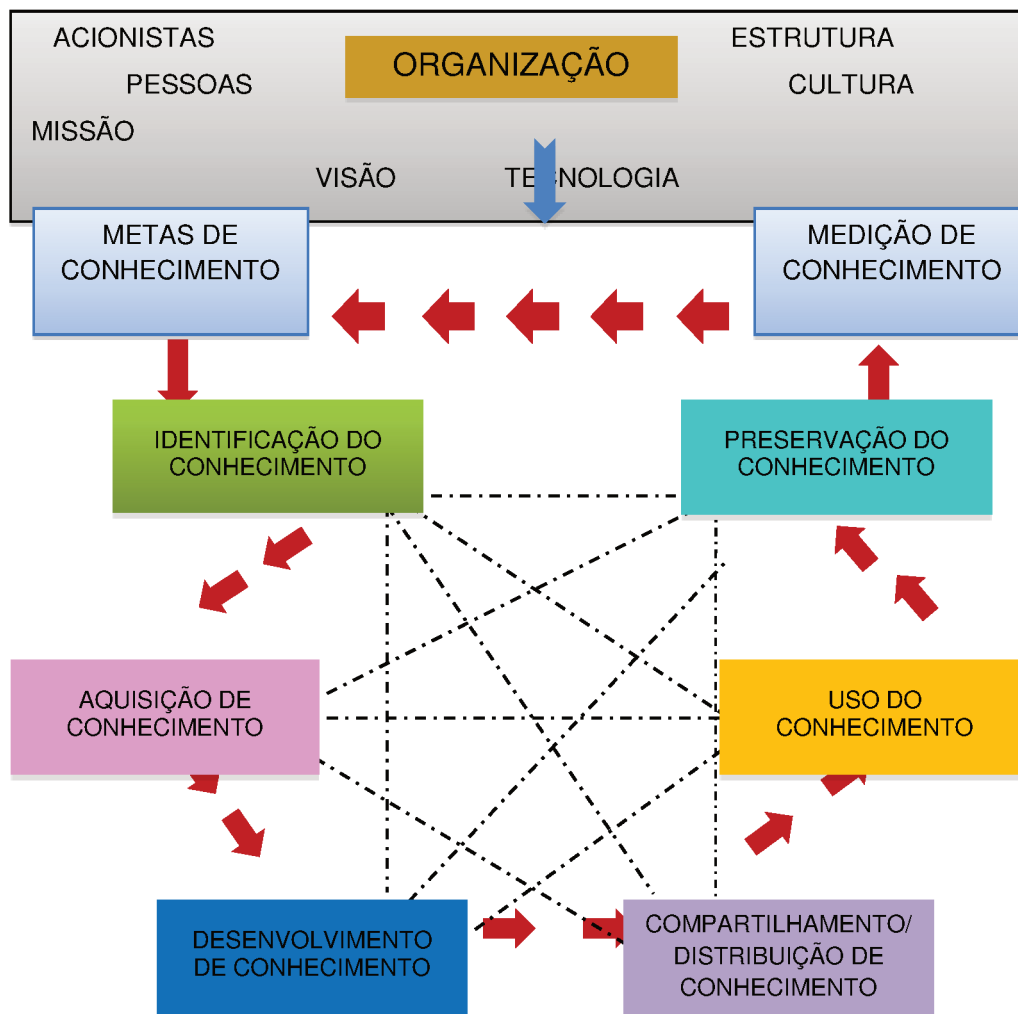 ACIONISTAS
ORGANIZAÇÃO
ESTRUTURA
PESSOAS
CULTURA
MISSÃO
VISÃO
TECNOLOGIA
METAS DE
CONHECIMENTO
MEDIÇÃO DE
CONHECIMENTO
IDENTIFICAÇÃO DO
CONHECIMENTO
PRESERVAÇÃO DO
CONHECIMENTO
AQUISIÇÃO DE
CONHECIMENTO
USO DO
CONHECIMENTO
DESENVOLVIMENTO
DE CONHECIMENTO
COMPARTILHAMENTO/
DISTRIBUIÇÃO DE
CONHECIMENTO